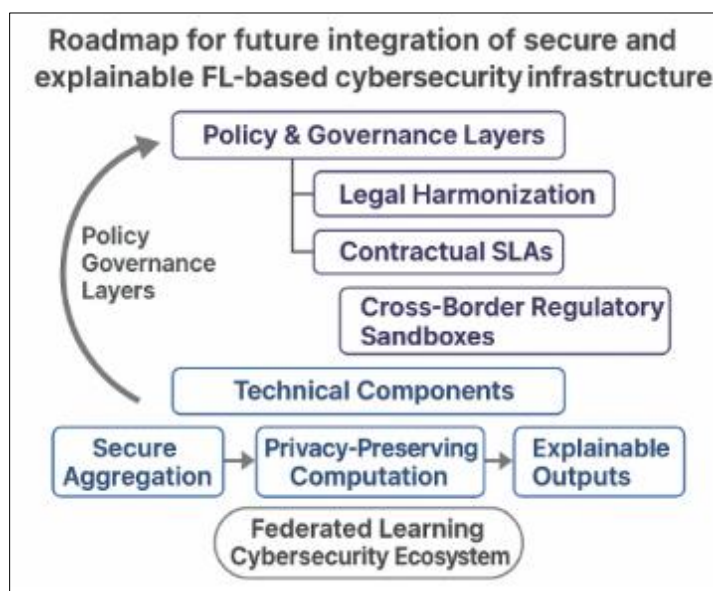 Roadmap for future integration of secure and
explainable FL-based cybersecurity infrastructure
Policy & Governance Layers
Legal Harmonization
Contractual SLAs
Cross-Border Regulatory
Sandboxes
Policy
Governance
Layers
Technical Components
Secure
Aggregation
Privacy-Preserving
Computation
Explainable
Outputs
Federated Learning
Cybersecurity Ecosystem